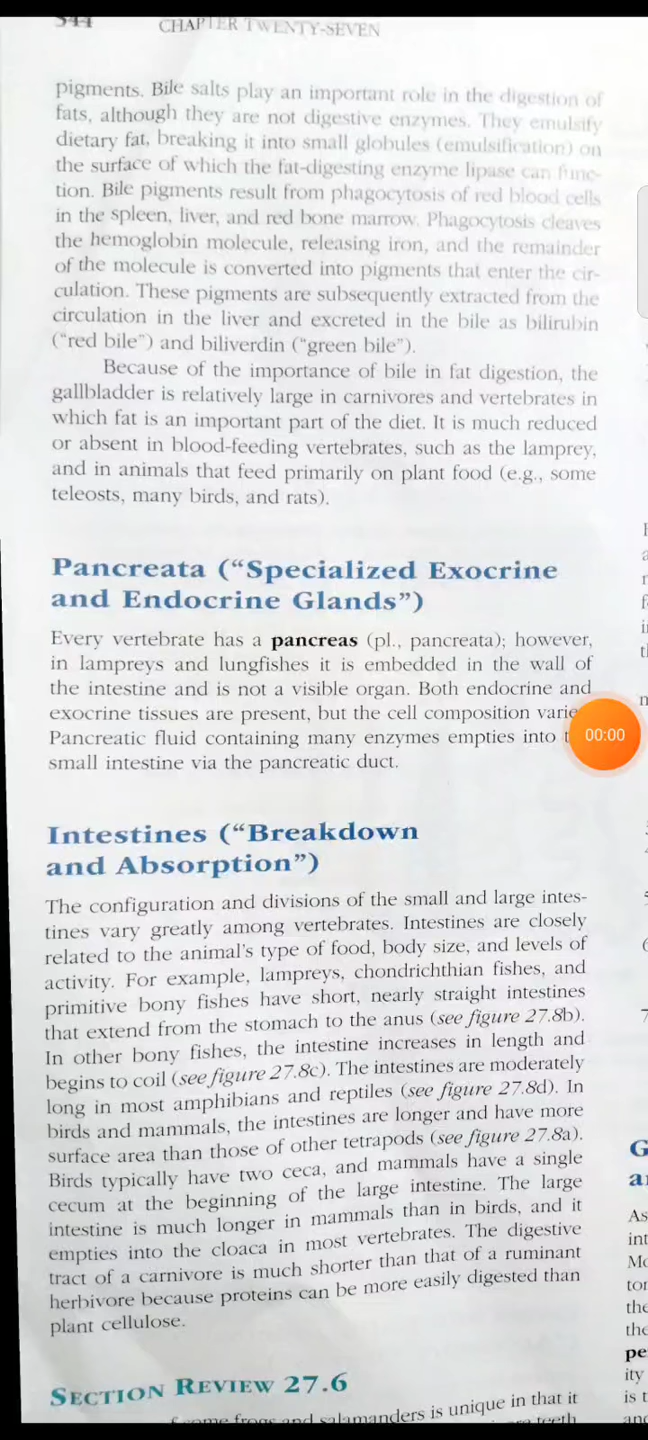 544
CHAPTER TWENTY-SEVEN
pigments. Bile salts play an important role in the digestion of
fats, although they are not digestive enzymes. They emulsify
dietary fat, breaking it into small globules (emulsification) on
the surface of which the fat-digesting enzyme lipase can func-
tion. Bile pigments result from phagocytosis of red blood cells
in the spleen, liver, and red bone marrow. Phagocytosis cleaves
the hemoglobin molecule, releasing iron, and the remainder
of the molecule is converted into pigments that enter the cir-
culation. These pigments are subsequently extracted from the
circulation in the liver and excreted in the bile as bilirubin
(“red bile”) and biliverdin (“green bile”).
Because of the importance of bile in fat digestion, the
gallbladder is relatively large in carnivores and vertebrates in
which fat is an important part of the diet. It is much reduced
or absent in blood-feeding vertebrates, such as the lamprey,
and in animals that feed primarily on plant food (e.g., some
teleosts, many birds, and rats).
Pancreata (“Specialized Exocrine
and Endocrine Glands”)
Every vertebrate has a pancreas (pl., pancreata); however,
in lampreys and lungfishes it is embedded in the wall of
the intestine and is not a visible organ. Both endocrine and
exocrine tissues are present, but the cell composition varie
Pancreatic fluid containing many enzymes empties into t
00:00
small intestine via the pancreatic duct.
Intestines (“Breakdown
and Absorption”)
The configuration and divisions of the small and large intes-
tines vary greatly among vertebrates. Intestines are closely
related to the animal’s type of food, body size, and levels of
activity. For example, lampreys, chondrichthian fishes, and
primitive bony fishes have short, nearly straight intestines
that extend from the stomach to the anus (see figure 27.8b).
In other bony fishes, the intestine increases in length and
begins to coil (see figure 27.8c). The intestines are moderately
long in most amphibians and reptiles (see figure 27.8d). In
birds and mammals, the intestines are longer and have more
surface area than those of other tetrapods (see figure 27.8a).
Birds typically have two ceca, and mammals have a single
cecum at the beginning of the large intestine. The large
intestine is much longer in mammals than in birds, and it
empties into the cloaca in most vertebrates. The digestive
tract of a carnivore is much shorter than that of a ruminant
herbivore because proteins can be more easily digested than
plant cellulose.
SECTION REVIEW 27.6
some frogs and salamanders is unique in that it
teeth